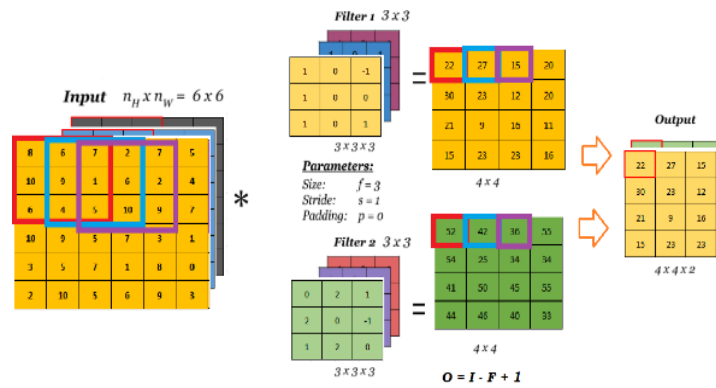 Input n_H x n_W = 6 x 6
8 6 7 2 7 5
10 9 1 6 2 4
6 4 5 10 9 7
10 9 5 7 3 1
3 5 7 1 8 0
2 10 5 6 9 3
*
Filter 1 3 x 3
1 0 -1
1 0 0
1 0 1
3 x 3 x 3
=
22 27 15 20
30 23 12 20
21 9 16 11
15 23 23 16
4 x 4
Parameters:
Size: f = 3
Stride: s = 1
Padding: p = 0
Filter 2 3 x 3
0 2 1
2 0 -1
1 2 0
3 x 3 x 3
=
52 42 36 55
54 25 34 34
41 50 45 55
44 46 40 33
4 x 4
O = I - F + 1
Output
22 27 15
30 23 12
21 9 16
15 23 23
4 x 4 x 2